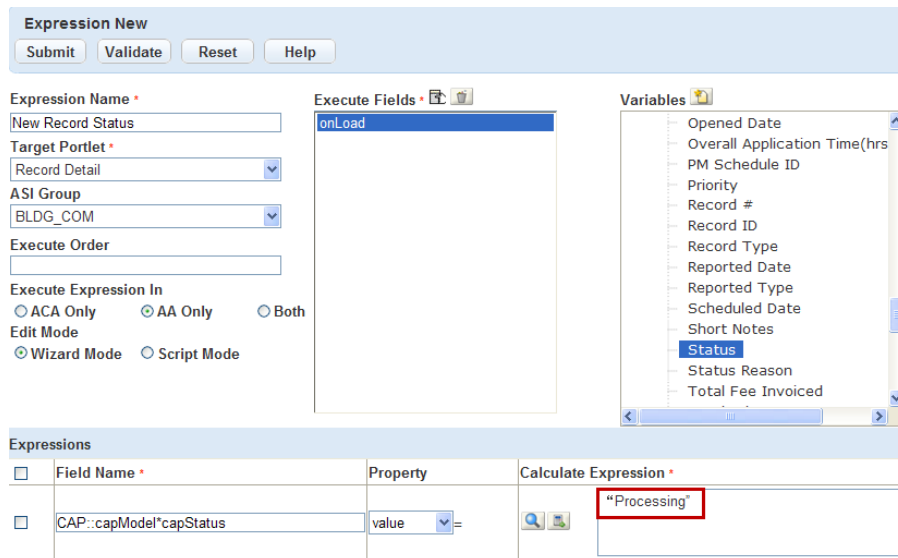 Expression New
Submit Validate Reset Help
Expression Name *
New Record Status
Target Portlet *
Record Detail
ASI Group
BLDG_COM
Execute Order
Execute Expression In
ACA Only AA Only Both
Edit Mode
Wizard Mode Script Mode
Execute Fields *
onLoad
Variables
Opened Date
Overall Application Time(hrs
PM Schedule ID
Priority
Record #
Record ID
Record Type
Reported Date
Reported Type
Scheduled Date
Short Notes
Status
Status Reason
Total Fee Invoiced
Expressions
Field Name * Property Calculate Expression *
CAP::capModel*capStatus value = “Processing”